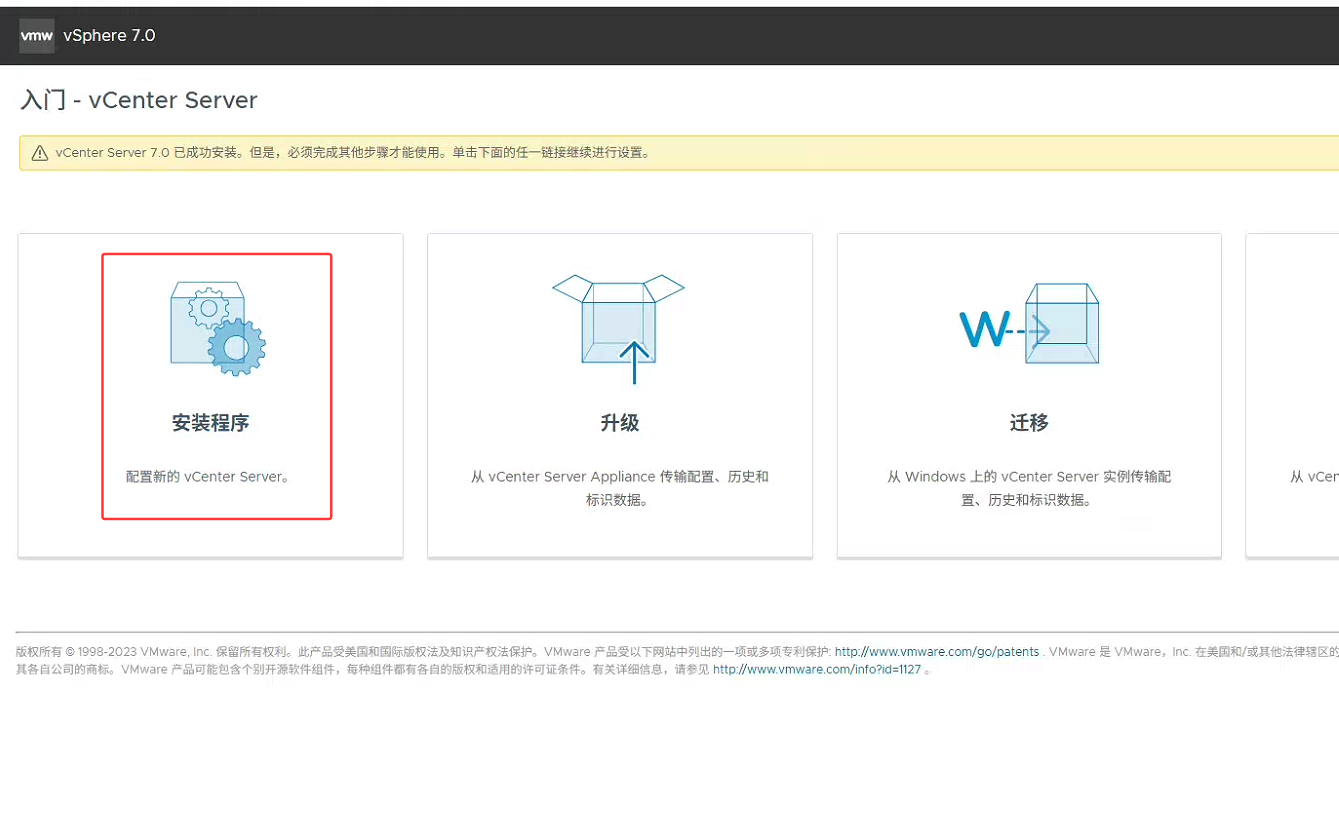 vmw vSphere 7.0
入门 - vCenter Server
vCenter Server 7.0 已成功安装。但是，必须完成其他步骤才能使用。单击下面的任一链接继续进行设置。
安装程序
配置新的 vCenter Server。
升级
从 vCenter Server Appliance 传输配置、历史和
标识数据。
W
迁移
从 Windows 上的 vCenter Server 实例传输配
置、历史和标识数据。
从 vCer
版权所有 © 1998-2023 VMware, Inc. 保留所有权利。此产品受美国和国际版权法及知识产权法保护。VMware 产品受以下网站中列出的一项或多项专利保护: http://www.vmware.com/go/patents . VMware 是 VMware，Inc. 在美国和/或其他法律辖区的
其各自公司的商标。VMware 产品可能包含个别开源软件组件，每种组件都有各自的版权和适用的许可证条件。有关详细信息，请参见 http://www.vmware.com/info?id=1127 。